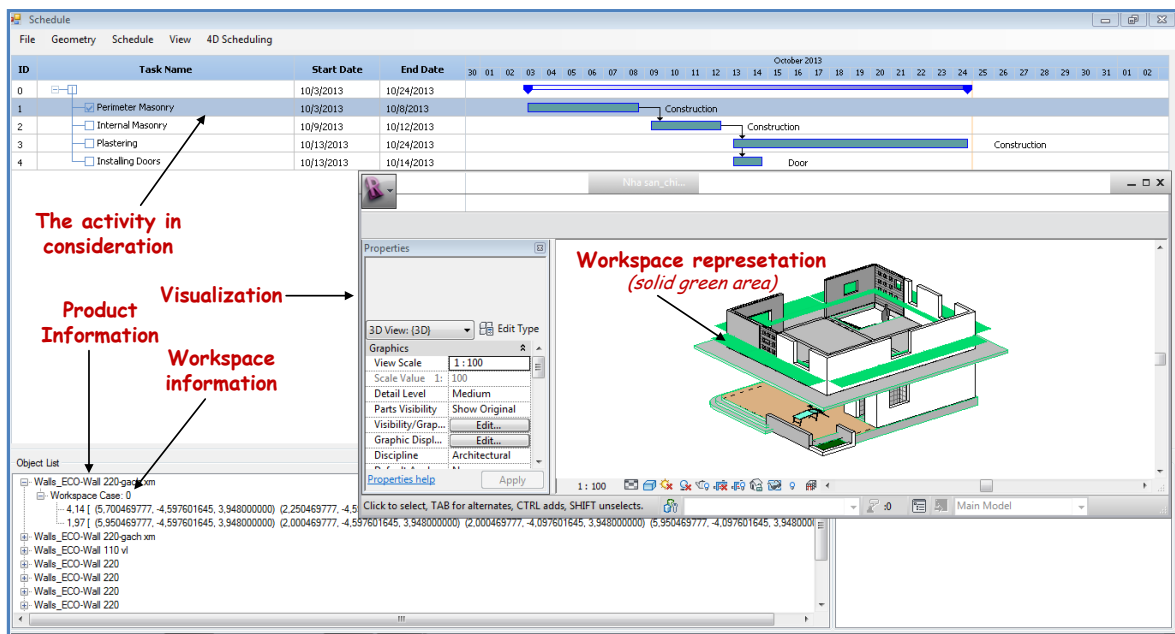 Schedule
File Geometry Schedule View 4D Scheduling
October 2013
ID Task Name Start Date End Date 30 01 02 03 04 05 06 07 08 09 10 11 12 13 14 15 16 17 18 19 20 21 22 23 24 25 26 27 28 29 30 31 01 02
0 10/3/2013 10/24/2013
1 Perimeter Masonry 10/3/2013 10/8/2013 Construction
2 Internal Masonry 10/9/2013 10/12/2013 Construction
3 Plastering 10/13/2013 10/24/2013 Construction
4 Installing Doors 10/13/2013 10/14/2013 Door
Nha san_chi...
The activity in
consideration
Visualization
Product
Information
Workspace
information
Properties
3D View: {3D} Edit Type
Graphics
View Scale 1 : 100
Scale Value 1: 100
Detail Level Medium
Parts Visibility Show Original
Visibility/Grap... Edit...
Graphic Displ... Edit...
Discipline Architectural
Properties help Apply
Workspace represetation
(solid green area)
1 : 100
Click to select, TAB for alternates, CTRL adds, SHIFT unselects. :0 Main Model
Object List
Walls_ECO-Wall 220-gach xm
Workspace Case: 0
4,14 [ (5,700469777, -4,597601645, 3,948000000) (2,250469777, -4,5
1,97 [ (5,950469777, -4,597601645, 3,948000000) (2,000469777, -4,597601645, 3,948000000) (2,000469777, -4,097601645, 3,948000000) (5,950469777, -4,097601645, 3,9480000
Walls_ECO-Wall 220-gach xm
Walls_ECO-Wall 110 vl
Walls_ECO-Wall 220
Walls_ECO-Wall 220
Walls_ECO-Wall 220
Walls_ECO-Wall 220